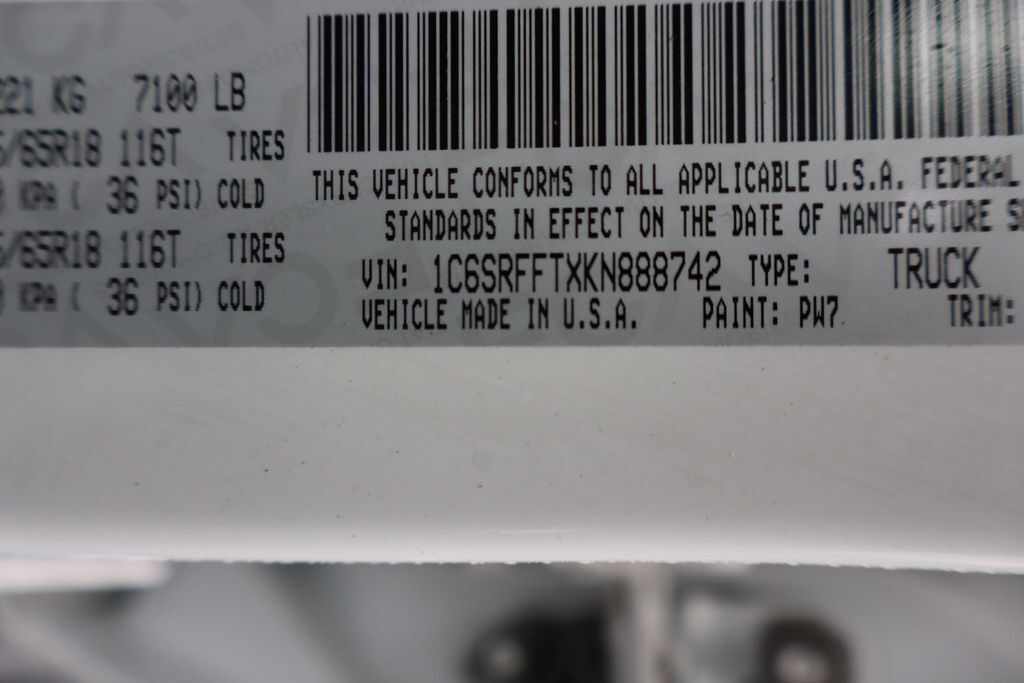 221 KG 7100 LB
/65R18 116T TIRES
KPA ( 36 PSI) COLD
/65R18 116T TIRES
KPA ( 36 PSI) COLD
THIS VEHICLE CONFORMS TO ALL APPLICABLE U.S.A. FEDERAL
STANDARDS IN EFFECT ON THE DATE OF MANUFACTURE
VIN: 1C6SRFFTXKN888742 TYPE: TRUCK
VEHICLE MADE IN U.S.A. PAINT: PW7 TRIM: